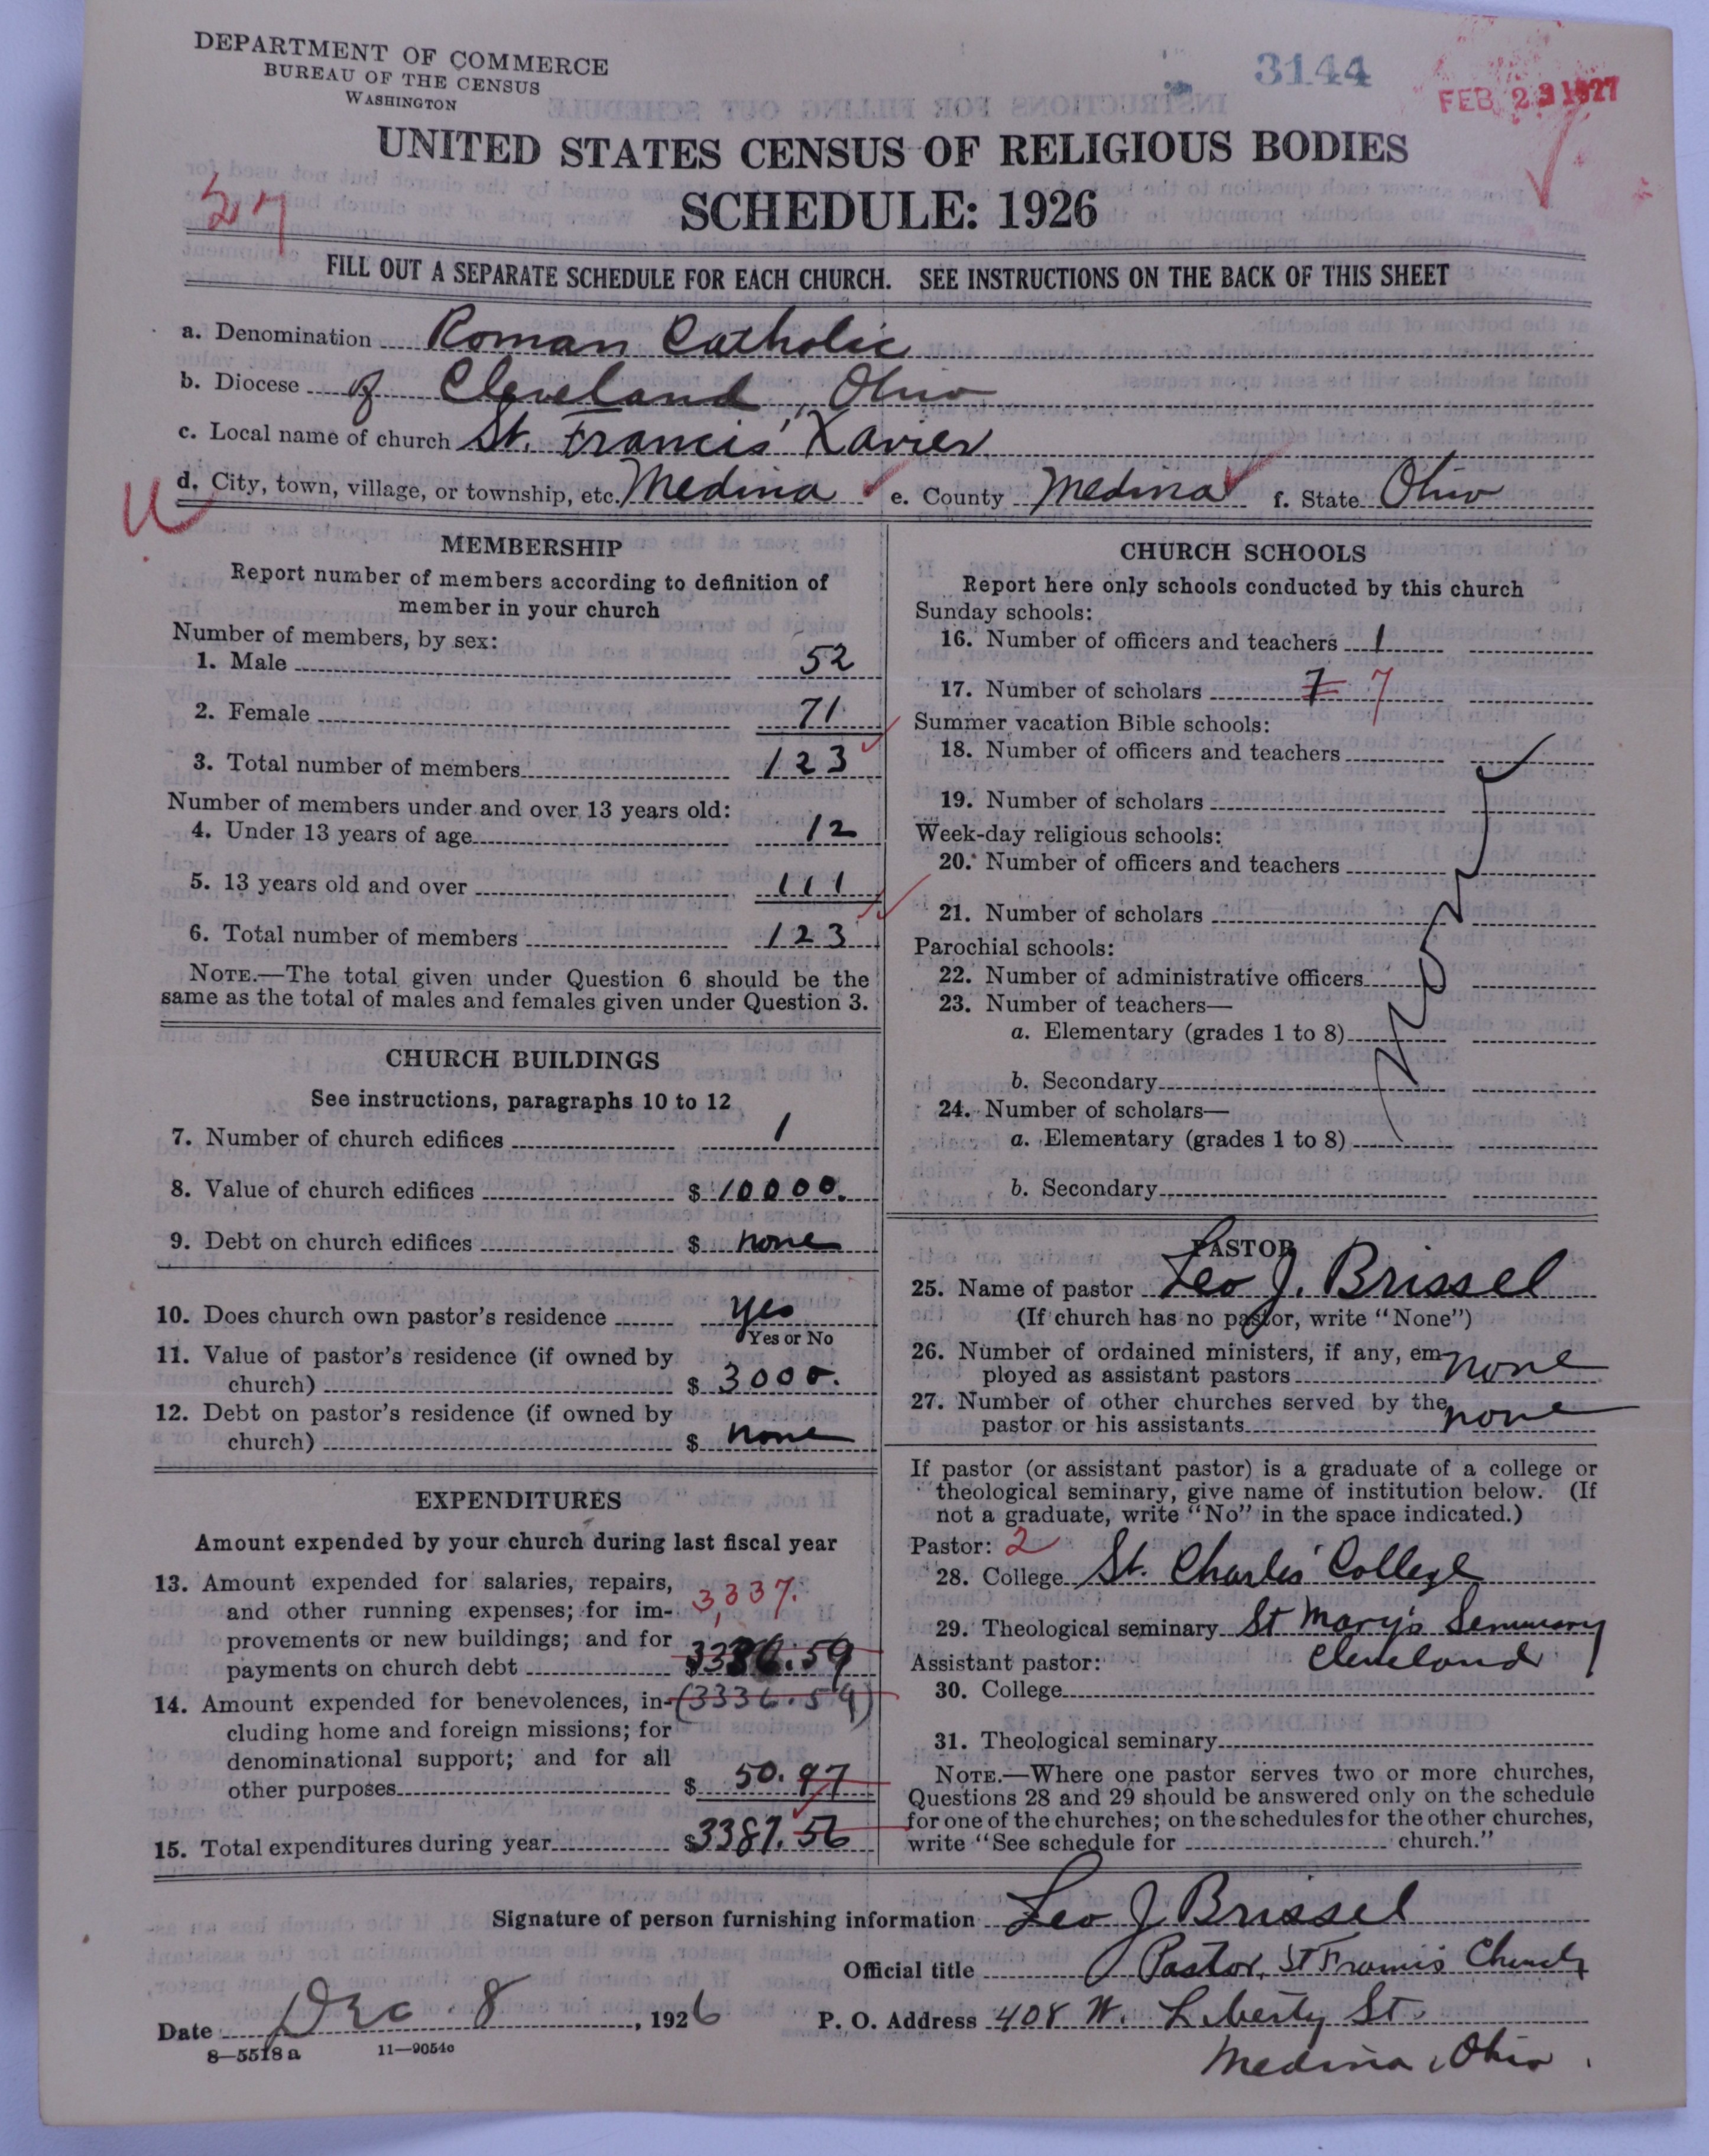 DEPARTMENT OF COMMERCE
BUREAU OF THE CENSUS
WASHINGTON
3144
FEB 23 1927
UNITED STATES CENSUS OF RELIGIOUS BODIES
SCHEDULE: 1926
27
FILL OUT A SEPARATE SCHEDULE FOR EACH CHURCH. SEE INSTRUCTIONS ON THE BACK OF THIS SHEET
a. Denomination Roman Catholic
b. Diocese of Cleveland, Ohio
c. Local name of church St. Francis Xavier
U d. City, town, village, or township, etc. Medina e. County Medina f. State Ohio
MEMBERSHIP
Report number of members according to definition of
member in your church
Number of members, by sex:
1. Male 52
2. Female 71
3. Total number of members 123
Number of members under and over 13 years old:
4. Under 13 years of age 12
5. 13 years old and over 111
6. Total number of members 123
NOTE.—The total given under Question 6 should be the
same as the total of males and females given under Question 3.
CHURCH BUILDINGS
See instructions, paragraphs 10 to 12
7. Number of church edifices 1
8. Value of church edifices $ 10000.
9. Debt on church edifices $ none
10. Does church own pastor's residence yes
Yes or No
11. Value of pastor's residence (if owned by
church) $ 3000.
12. Debt on pastor's residence (if owned by
church) $ none
EXPENDITURES
Amount expended by your church during last fiscal year
13. Amount expended for salaries, repairs,
and other running expenses; for im- 3,337.
provements or new buildings; and for
payments on church debt $3336.59
14. Amount expended for benevolences, in- (3336.59)
cluding home and foreign missions; for
denominational support; and for all
other purposes $ 50.97
15. Total expenditures during year $3387.56
CHURCH SCHOOLS
Report here only schools conducted by this church
Sunday schools:
16. Number of officers and teachers 1
17. Number of scholars 7 7
Summer vacation Bible schools:
18. Number of officers and teachers
19. Number of scholars
Week-day religious schools:
20. Number of officers and teachers
21. Number of scholars
Parochial schools:
22. Number of administrative officers
23. Number of teachers—
a. Elementary (grades 1 to 8)
b. Secondary
24. Number of scholars—
a. Elementary (grades 1 to 8)
b. Secondary
PASTOR
25. Name of pastor Leo J. Brissel
(If church has no pastor, write "None")
26. Number of ordained ministers, if any, em-
ployed as assistant pastors none
27. Number of other churches served by the
pastor or his assistants none
If pastor (or assistant pastor) is a graduate of a college or
theological seminary, give name of institution below. (If
not a graduate, write "No" in the space indicated.)
Pastor: 2
28. College St. Charles' College
29. Theological seminary St Mary's Seminary
Assistant pastor: Cleveland
30. College
31. Theological seminary
NOTE.—Where one pastor serves two or more churches,
Questions 28 and 29 should be answered only on the schedule
for one of the churches; on the schedules for the other churches,
write "See schedule for church."
Signature of person furnishing information Leo J Brissel
Official title Pastor, St Francis Church
Date Dec 8, 1926 P. O. Address 408 W. Liberty St.
8—5518a 11—9054c Medina, Ohio.